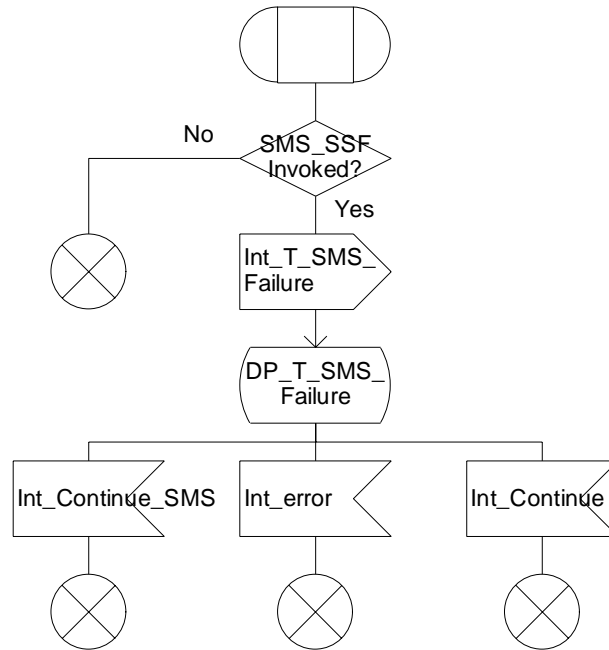 No
SMS_SSF
Invoked?
Yes
Int_T_SMS_
Failure
DP_T_SMS_
Failure
Int_Continue_SMS
Int_error
Int_Continue